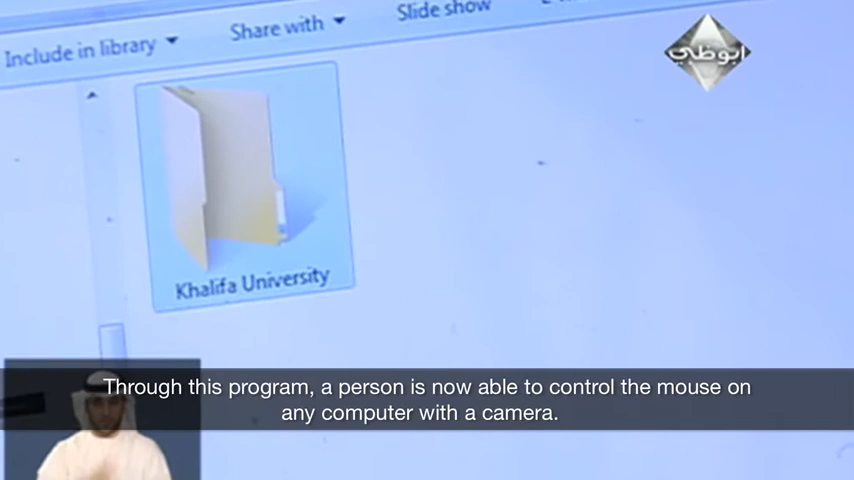 Include in library
Share with
Slide show
أبوظبي
Khalifa University
Through this program, a person is now able to control the mouse on
any computer with a camera.